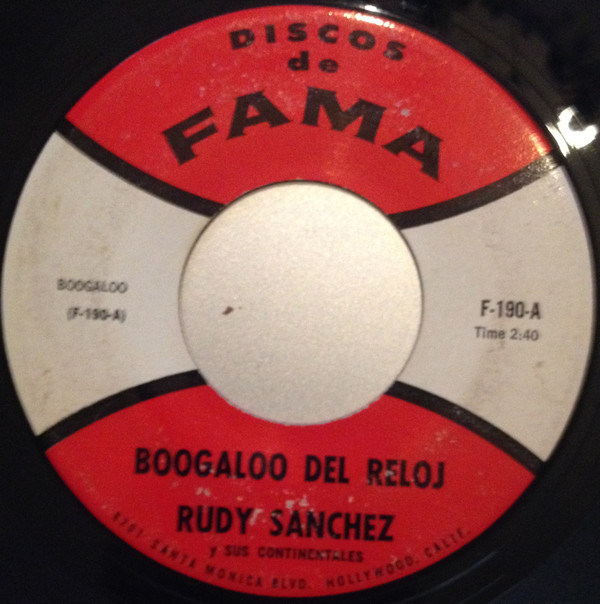 DISCOS
de
FAMA
BOOGALOO
(F-190-A)
F-190-A
Time 2:40
BOOGALOO DEL RELOJ
RUDY SANCHEZ
y SUS CONTINENTALES
SANTA MONICA BLVD. HOLLYWOOD, CALIF.